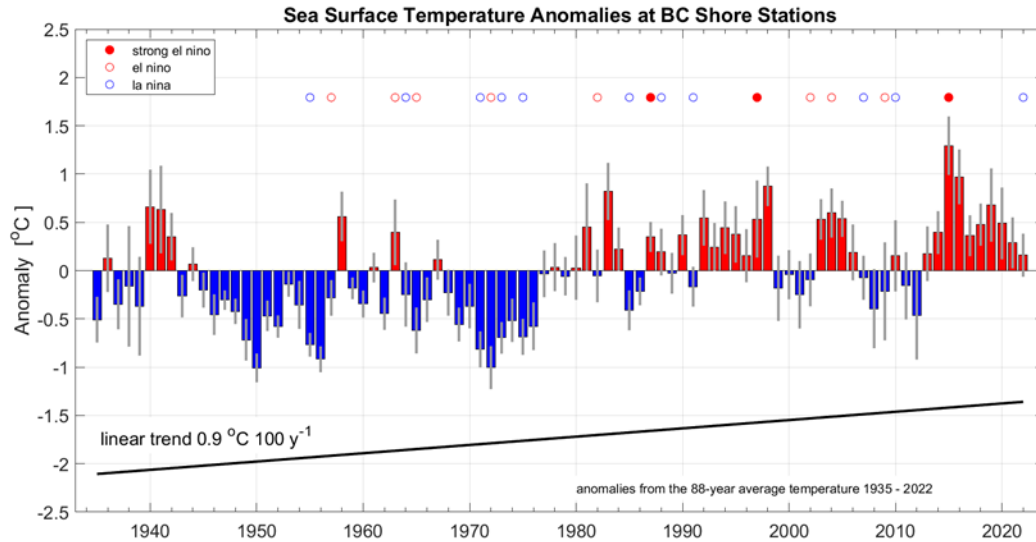 Sea Surface Temperature Anomalies at BC Shore Stations
2.5
strong el nino
el nino
la nina
2
1.5
1
0.5
0
-0.5
-1
-1.5
-2
-2.5
Anomaly [°C]
linear trend 0.9 °C 100 y⁻¹
anomalies from the 88-year average temperature 1935 - 2022
1940 1950 1960 1970 1980 1990 2000 2010 2020